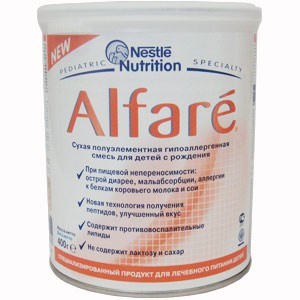 NEW
Nestlé
Nutrition
PEDIATRIC SPECIALTY
Alfaré
Сухая полуэлементная гипоаллергенная
смесь для детей с рождения
При пищевой непереносимости:
острой диарее, мальабсорбции, аллергии
к белкам коровьего молока и сои
Новая технология получения
пептидов, улучшенный вкус
Содержит противовоспалительные
липиды
Не содержит лактозу и сахар
400г
СПЕЦИАЛИЗИРОВАННЫЙ ПРОДУКТ ДЛЯ ЛЕЧЕБНОГО ПИТАНИЯ ДЕТЕЙ